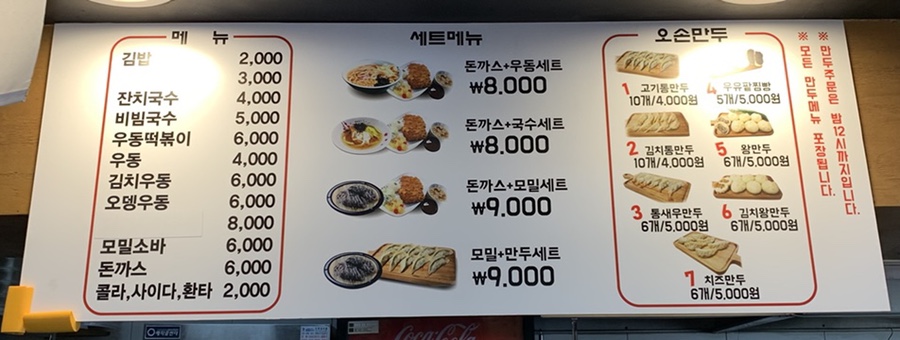 메 뉴
김밥 2,000
3,000
잔치국수 4,000
비빔국수 5,000
우동떡볶이 6,000
우동 4,000
김치우동 6,000
오뎅우동 6,000
8,000
모밀소바 6,000
돈까스 6,000
콜라,사이다,환타 2,000
세트메뉴
돈까스+우동세트
₩8.000
돈까스+국수세트
₩8.000
돈까스+모밀세트
₩9.000
모밀+만두세트
₩9.000
오손만두
1 고기통만두
10개/4,000원
4 우유팥찜빵
5개/5,000원
2 김치통만두
10개/4,000원
5 왕만두
6개/5,000원
3 통새우만두
6개/5,000원
6 김치왕만두
6개/5,000원
7 치즈만두
6개/5,000원
※ 만두주문은 밤12시까지입니다.
※ 모든 만두메뉴 포장됩니다.
Coca-Cola